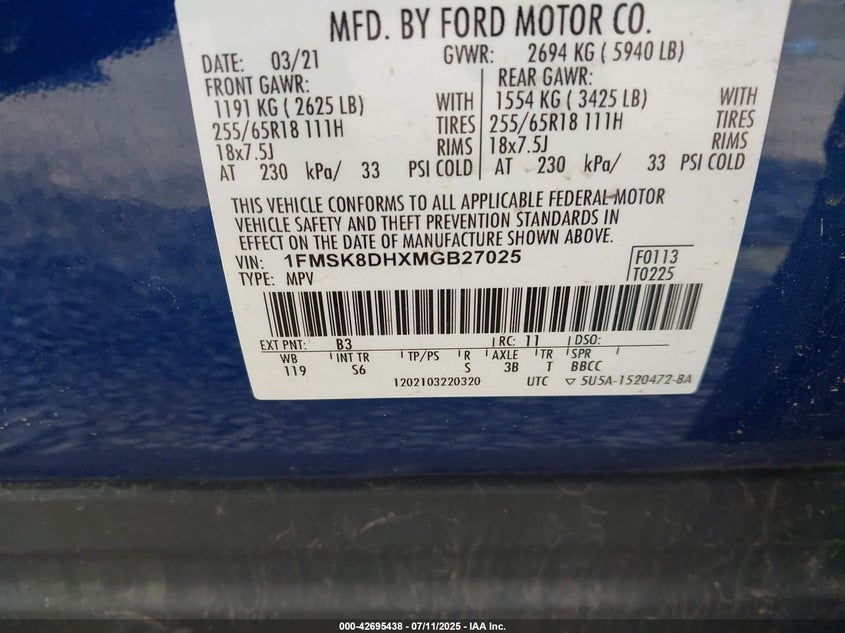 MFD. BY FORD MOTOR CO.
DATE: 03/21 GVWR: 2694 KG ( 5940 LB)
FRONT GAWR: REAR GAWR:
1191 KG ( 2625 LB) WITH 1554 KG ( 3425 LB) WITH
255/65R18 111H TIRES 255/65R18 111H TIRES
18x7.5J RIMS 18x7.5J RIMS
AT 230 kPa/ 33 PSI COLD AT 230 kPa/ 33 PSI COLD
THIS VEHICLE CONFORMS TO ALL APPLICABLE FEDERAL MOTOR
VEHICLE SAFETY AND THEFT PREVENTION STANDARDS IN
EFFECT ON THE DATE OF MANUFACTURE SHOWN ABOVE.
VIN: 1FMSK8DHXMGB27025 F0113
TYPE: MPV T0225
EXT PNT: B3 RC: 11 DSO:
WB INT TR TP/PS R AXLE TR SPR
119 S6 S 3B T BBCC
1202103220320 UTC ▽ 5U5A-1520472-BA
000-42695438 - 07/11/2025 - IAA Inc.